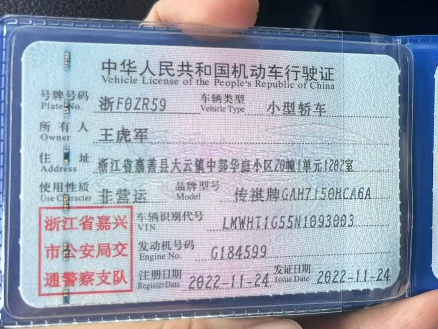 中华人民共和国机动车行驶证
Vehicle License of the People's Republic of China
号牌号码 Plate No. 浙F0ZR59 车辆类型 Vehicle Type 小型轿车
所有人 Owner 王虎军
住址 Address 浙江省嘉善县大云镇中郡华庭小区20幢1单元1202室
使用性质 Use Character 非营运 品牌型号 Model 传祺牌GAM7150HCA6A
浙江省嘉兴市公安局交通警察支队
车辆识别代号 VIN LMWHT1G55N1093003
发动机号码 Engine No. G184599
注册日期 Register Date 2022-11-24 发证日期 Issue Date 2022-11-24